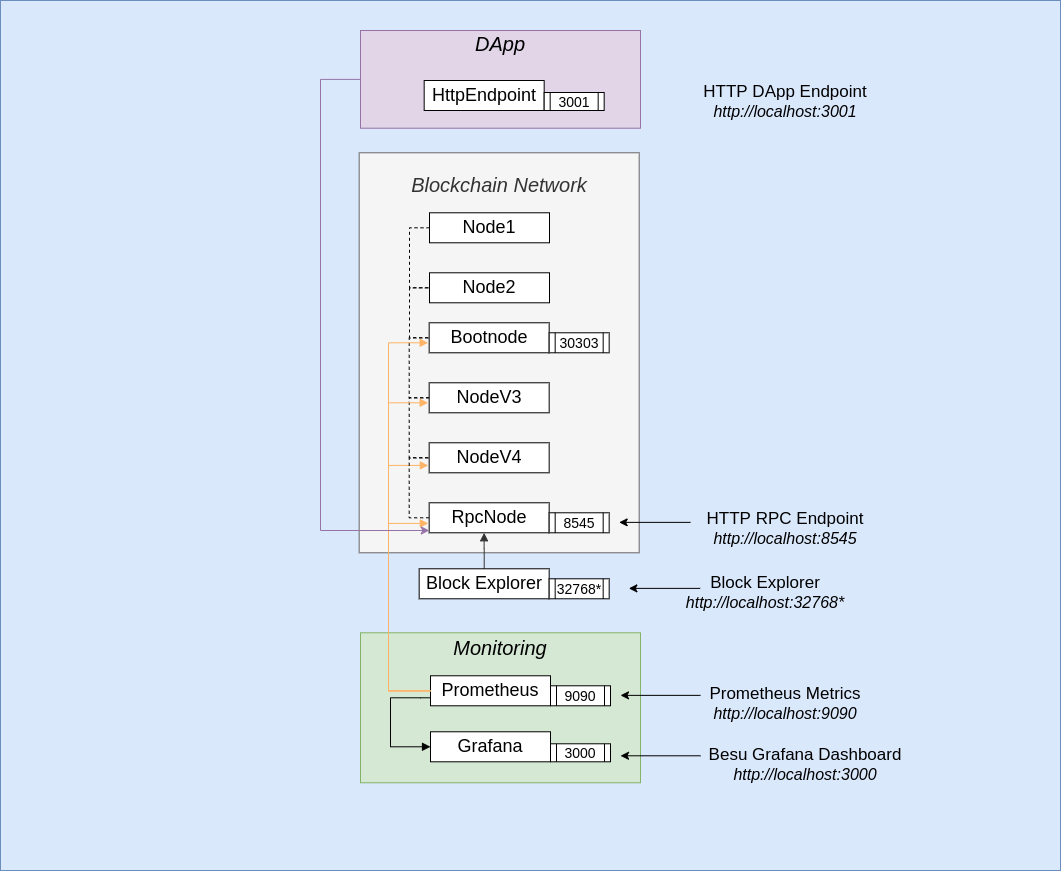 DApp
HttpEndpoint
3001
HTTP DApp Endpoint
http://localhost:3001
Blockchain Network
Node1
Node2
Bootnode
30303
NodeV3
NodeV4
RpcNode
8545
HTTP RPC Endpoint
http://localhost:8545
Block Explorer
32768*
Block Explorer
http://localhost:32768*
Monitoring
Prometheus
9090
Prometheus Metrics
http://localhost:9090
Grafana
3000
Besu Grafana Dashboard
http://localhost:3000